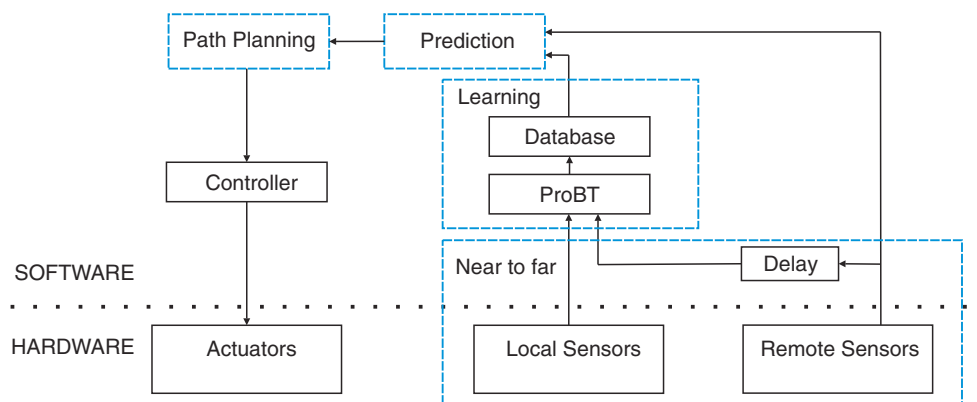 Path Planning
Prediction
Learning
Database
Controller
ProBT
Near to far
Delay
SOFTWARE
HARDWARE
Actuators
Local Sensors
Remote Sensors